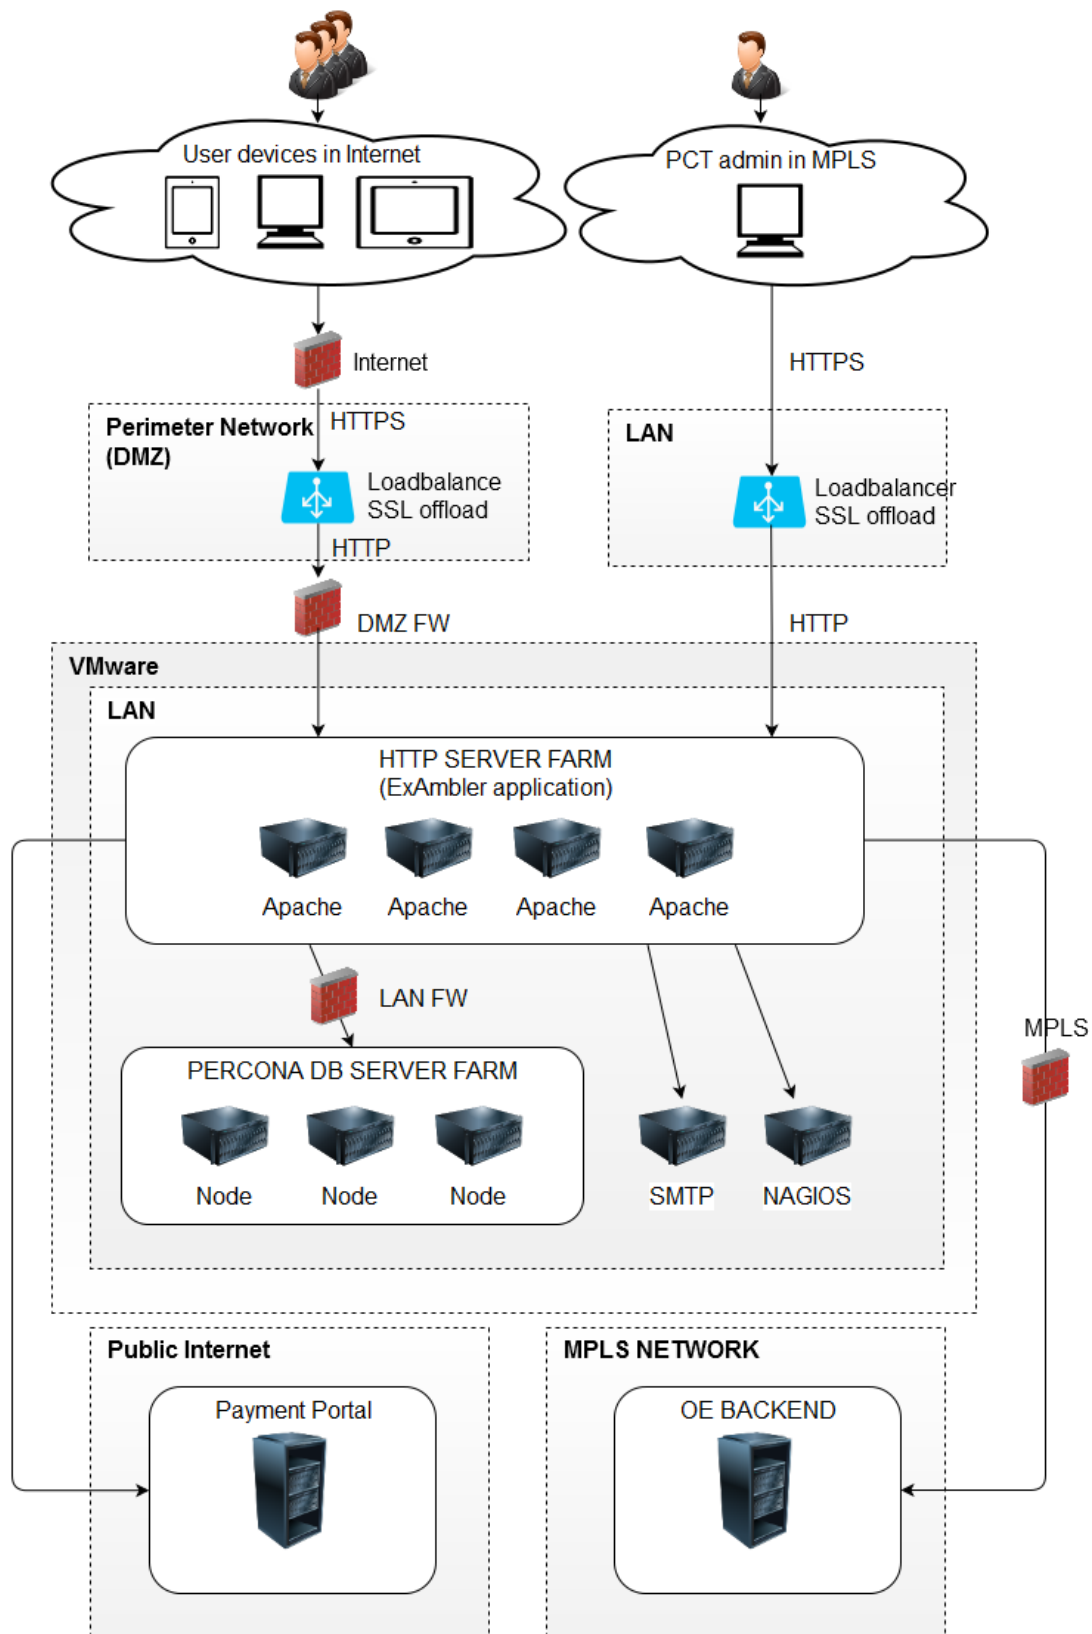 User devices in Internet
PCT admin in MPLS
Internet
HTTPS
HTTPS
Perimeter Network
(DMZ)
LAN
Loadbalance
SSL offload
Loadbalancer
SSL offload
HTTP
DMZ FW
HTTP
VMware
LAN
HTTP SERVER FARM
(ExAmbler application)
Apache
Apache
Apache
Apache
LAN FW
MPLS
PERCONA DB SERVER FARM
Node
Node
Node
SMTP
NAGIOS
Public Internet
MPLS NETWORK
Payment Portal
OE BACKEND